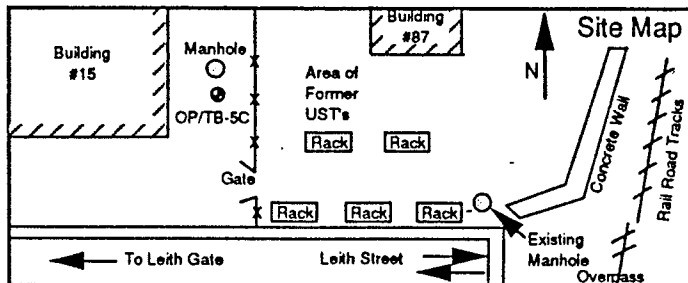 Site Map
Building
#15
Manhole
OP/TB-5C
Building
#87
Area of
Former
UST's
N
Rack
Rack
Gate
Rack
Rack
Rack
Concrete Wall
Rail Road Tracks
Existing
Manhole
Overpass
To Leith Gate
Leith Street